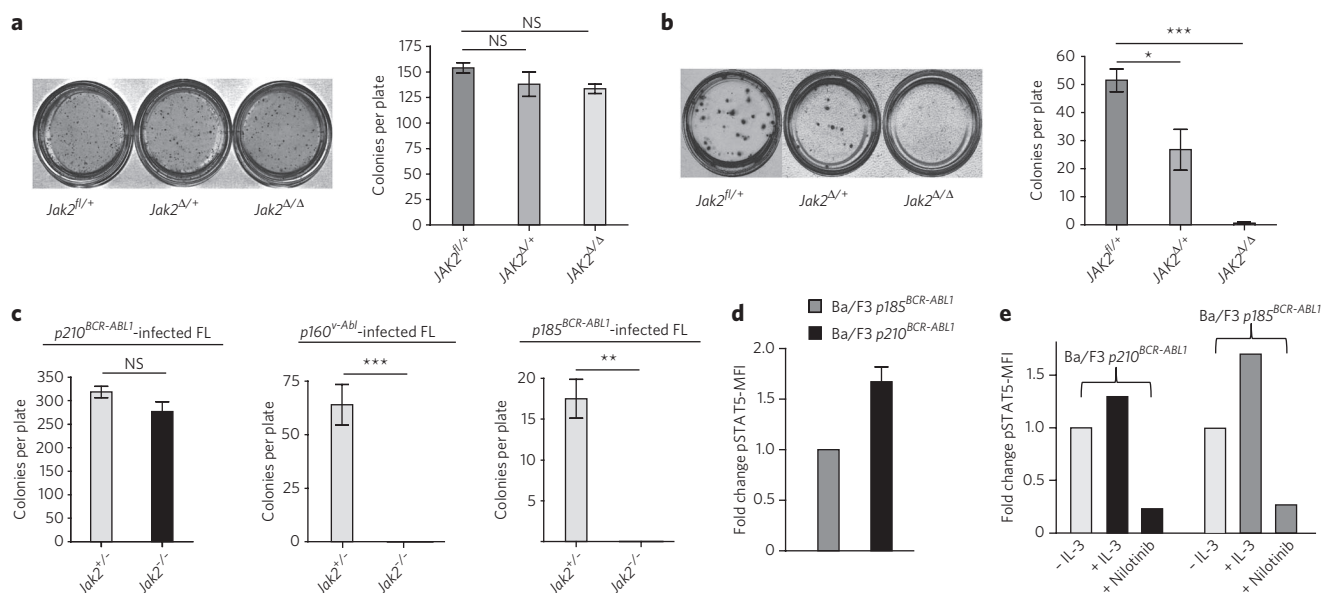 a
Jak2fl/+ Jak2Δ/+ Jak2Δ/Δ
NS
NS
Colonies per plate
175
150
125
100
75
50
25
0
JAK2fl/+ JAK2Δ/+ JAK2Δ/Δ
b
Jak2fl/+ Jak2Δ/+ Jak2Δ/Δ
***
*
Colonies per plate
60
50
40
30
20
10
0
JAK2fl/+ JAK2Δ/+ JAK2Δ/Δ
c
p210BCR-ABL1-infected FL
NS
Colonies per plate
350
300
250
200
150
100
50
0
Jak2+/- Jak2-/-
p160v-Abl-infected FL
***
Colonies per plate
75
50
25
0
Jak2+/- Jak2-/-
p185BCR-ABL1-infected FL
**
Colonies per plate
20
15
10
5
Jak2+/- Jak2-/-
d
Ba/F3 p185BCR-ABL1
Ba/F3 p210BCR-ABL1
Fold change pSTAT5-MFI
2.0
1.5
1.0
0.5
0
e
Ba/F3 p185BCR-ABL1
Ba/F3 p210BCR-ABL1
Fold change pSTAT5-MFI
1.5
1.0
0.5
0
– IL-3 + IL-3 + Nilotinib – IL-3 + IL-3 + Nilotinib